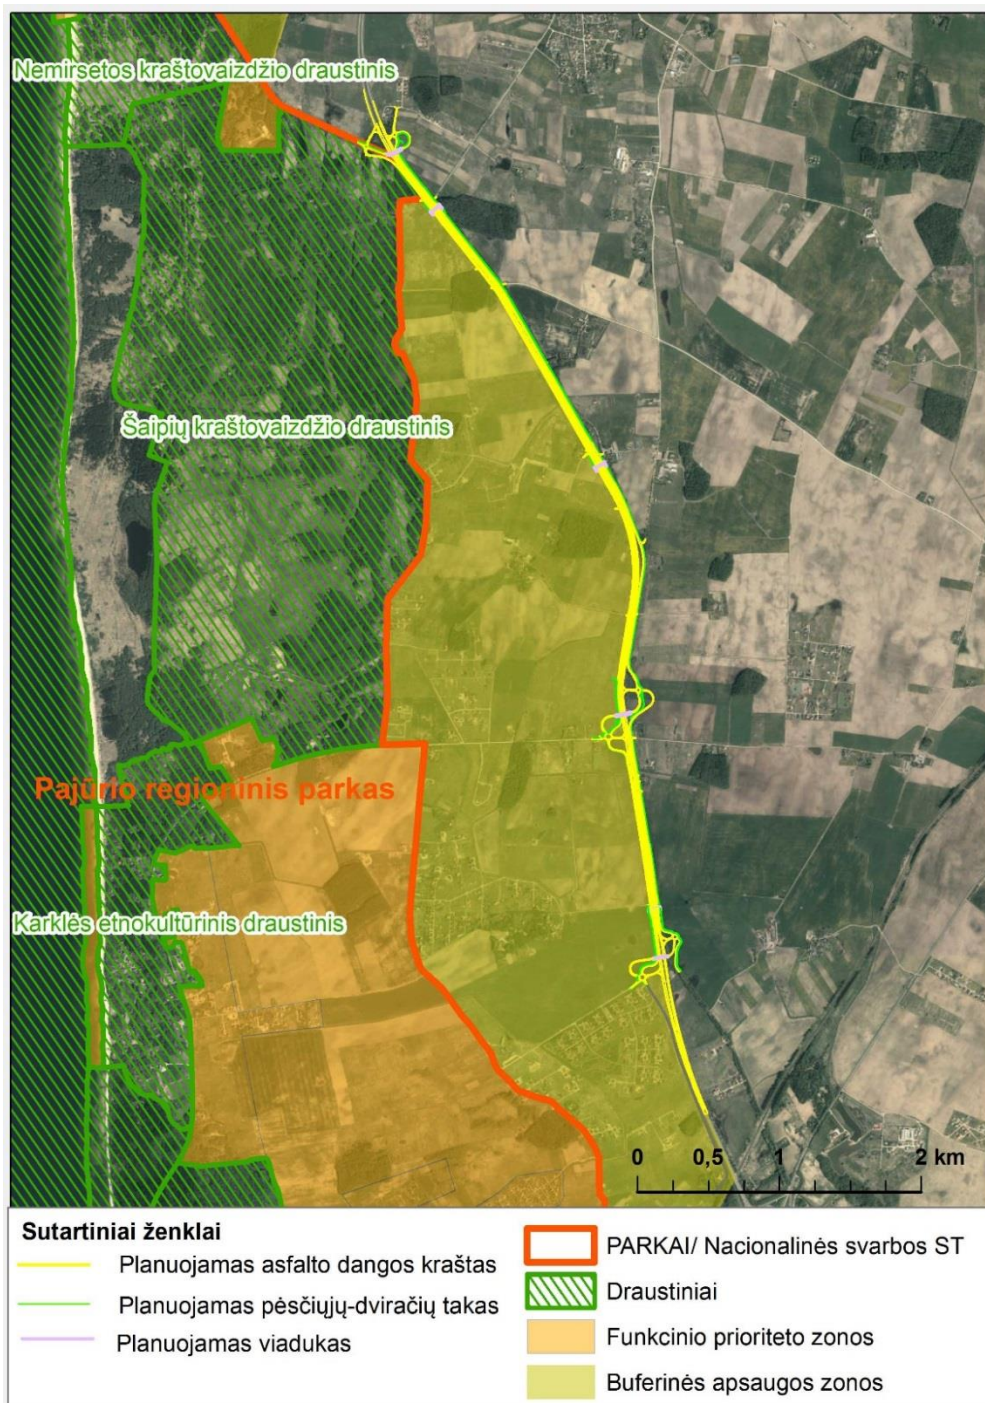 Nemirsetos kraštovaizdžio draustinis
Šaipių kraštovaizdžio draustinis
Pajūrio regioninis parkas
Karklės etnokultūrinis draustinis
0 0,5 1 2 km
Sutartiniai ženklai
Planuojamas asfalto dangos kraštas
Planuojamas pėsčiųjų-dviračių takas
Planuojamas viadukas
PARKAI/ Nacionalinės svarbos ST
Draustiniai
Funkcinio prioriteto zonos
Buferinės apsaugos zonos